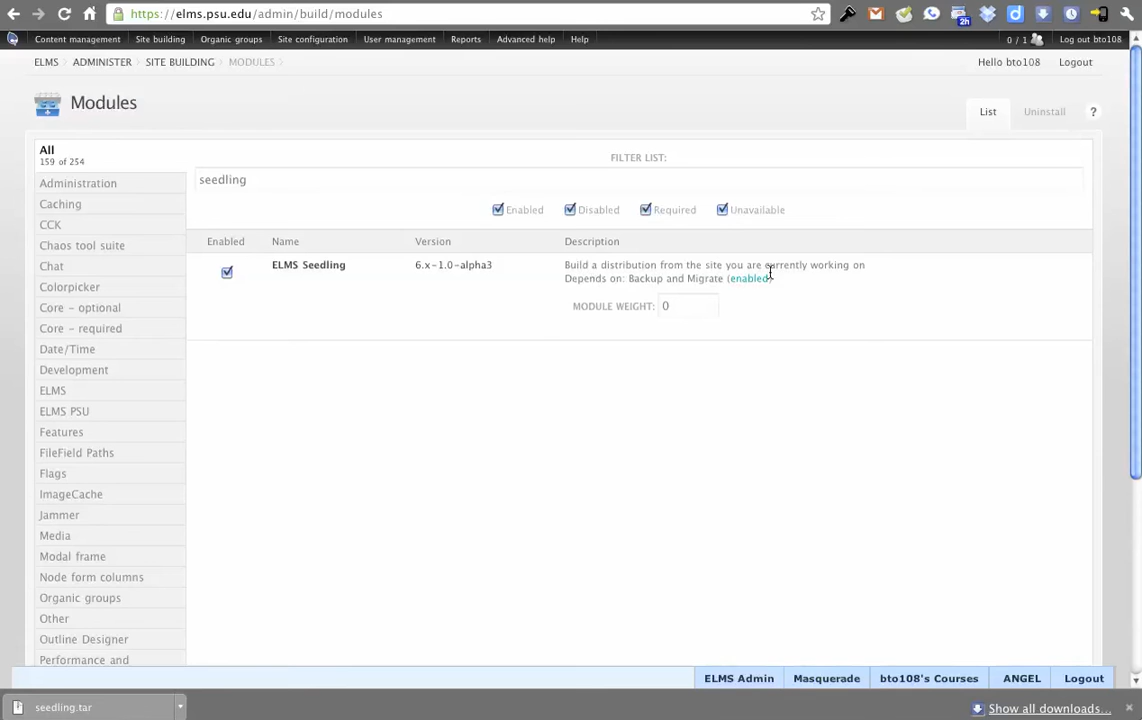 https://elms.psu.edu/admin/build/modules
2h
Content management Site building Organic groups Site configuration User management Reports Advanced help Help 0 / 1 Log out bto108
ELMS ADMINISTER SITE BUILDING MODULES Hello bto108 Logout
Modules
List Uninstall ?
All
159 of 254
Administration
Caching
CCK
Chaos tool suite
Chat
Colorpicker
Core - optional
Core - required
Date/Time
Development
ELMS
ELMS PSU
Features
FileField Paths
Flags
ImageCache
Jammer
Media
Modal frame
Node form columns
Organic groups
Other
Outline Designer
Performance and
FILTER LIST:
seedling
Enabled Disabled Required Unavailable
Enabled Name Version Description
ELMS Seedling 6.x-1.0-alpha3 Build a distribution from the site you are currently working on
Depends on: Backup and Migrate (enabled)
MODULE WEIGHT: 0
ELMS Admin Masquerade bto108's Courses ANGEL Logout
seedling.tar Show all downloads...